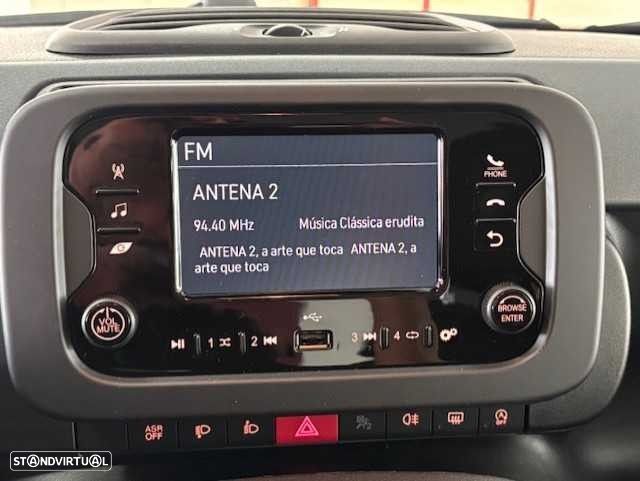 FM
ANTENA 2
94.40 MHz Música Clássica erudita
ANTENA 2, a arte que toca ANTENA 2, a
arte que toca
PHONE
VOL
MUTE
BROWSE
ENTER
1 2 3 4
ASR
OFF
OFF
STANDVIRTUAL